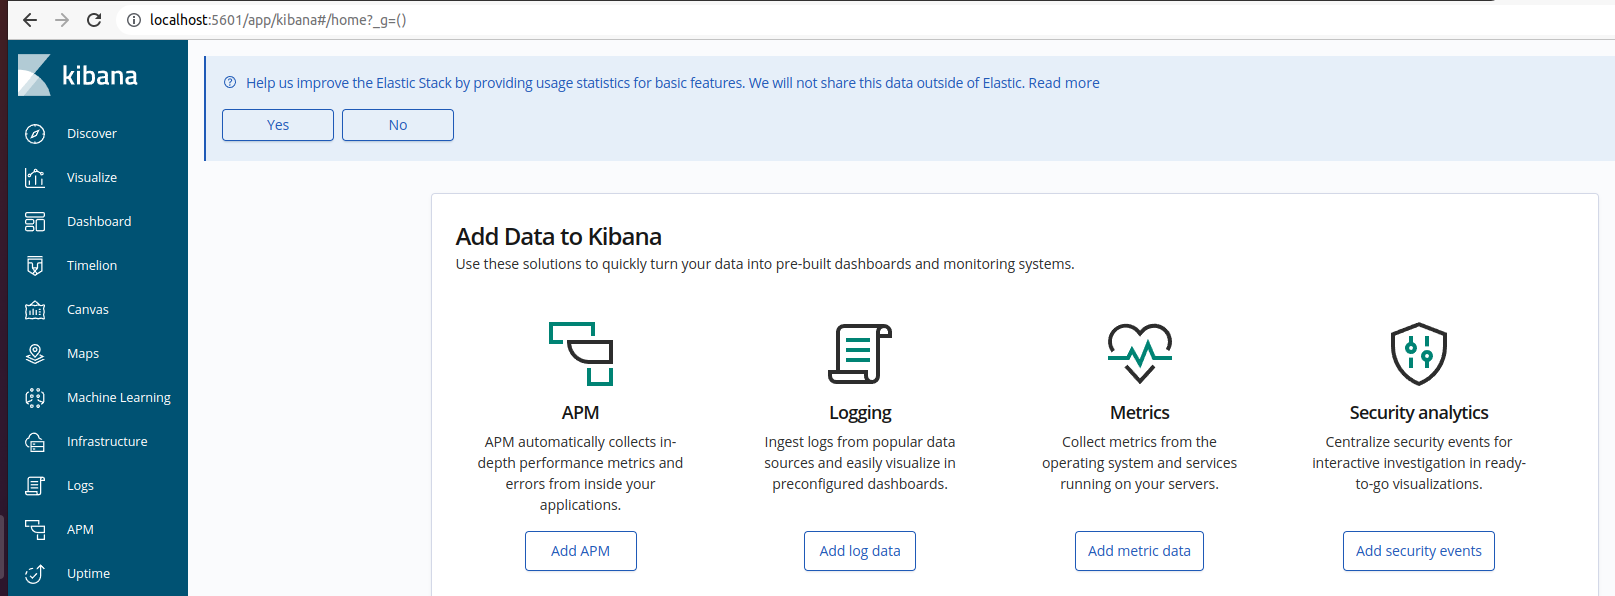 localhost:5601/app/kibana#/home?_g=()
kibana
Discover
Visualize
Dashboard
Timelion
Canvas
Maps
Machine Learning
Infrastructure
Logs
APM
Uptime
Help us improve the Elastic Stack by providing usage statistics for basic features. We will not share this data outside of Elastic. Read more
Yes
No
Add Data to Kibana
Use these solutions to quickly turn your data into pre-built dashboards and monitoring systems.
APM
APM automatically collects in-
depth performance metrics and
errors from inside your
applications.
Add APM
Logging
Ingest logs from popular data
sources and easily visualize in
preconfigured dashboards.
Add log data
Metrics
Collect metrics from the
operating system and services
running on your servers.
Add metric data
Security analytics
Centralize security events for
interactive investigation in ready-
to-go visualizations.
Add security events